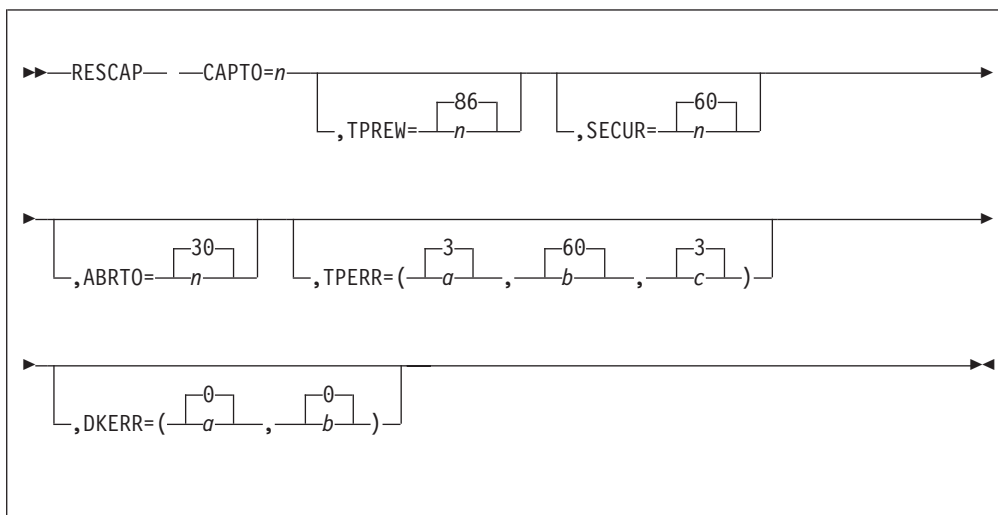 RESCAP CAPTO=n
86
60
,TPREW= n
,SECUR= n
30
3
60
3
,ABRTO= n
,TPERR=( a , b , c )
0
0
,DKERR=( a , b )